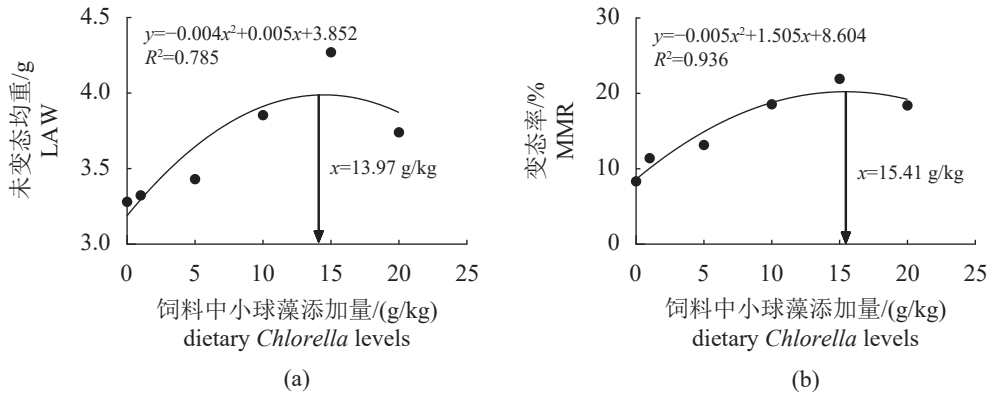 4.5
4.0
3.5
3.0
未变态均重/g
LAW
y=−0.004x²+0.005x+3.852
R²=0.785
x=13.97 g/kg
0
5
10
15
20
25
饲料中小球藻添加量/(g/kg)
dietary Chlorella levels
(a)
30
20
10
0
变态率/%
MMR
y=−0.005x²+1.505x+8.604
R²=0.936
x=15.41 g/kg
0
5
10
15
20
25
饲料中小球藻添加量/(g/kg)
dietary Chlorella levels
(b)